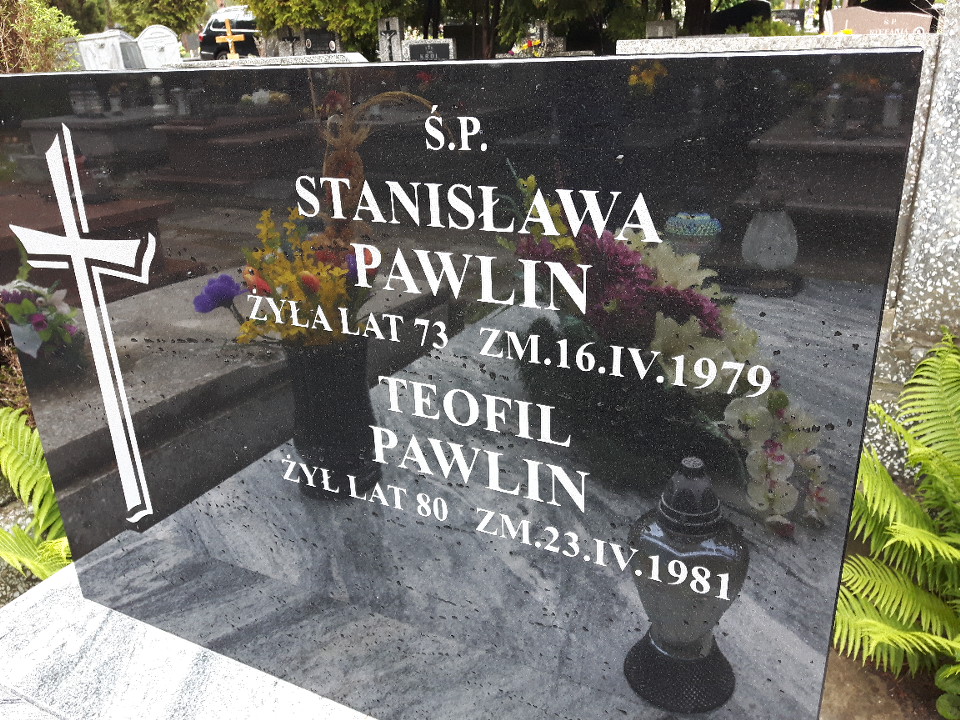 Ś.P.
STANISŁAWA
PAWLIN
ŻYŁA LAT 73 ZM.16.IV.1979
TEOFIL
PAWLIN
ŻYŁ LAT 80 ZM.23.IV.1981